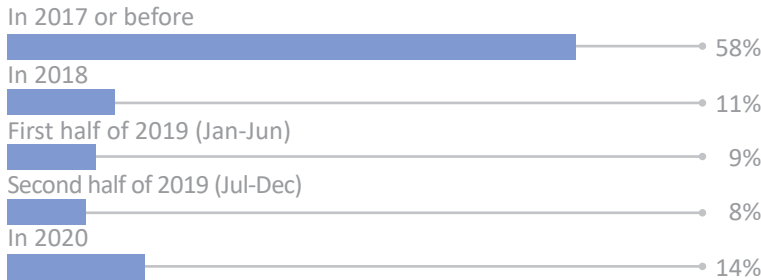 In 2017 or before
58%
In 2018
11%
First half of 2019 (Jan-Jun)
9%
Second half of 2019 (Jul-Dec)
8%
In 2020
14%